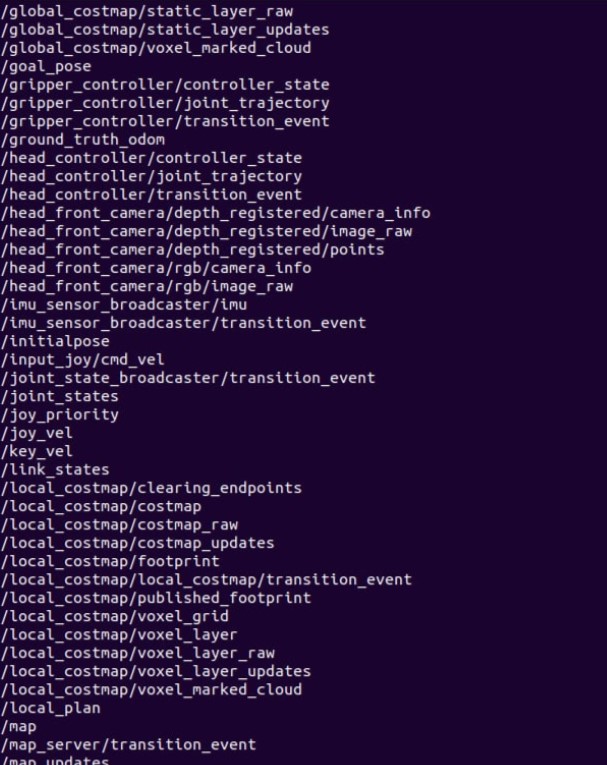 /global_costmap/static_layer_raw
/global_costmap/static_layer_updates
/global_costmap/voxel_marked_cloud
/goal_pose
/gripper_controller/controller_state
/gripper_controller/joint_trajectory
/gripper_controller/transition_event
/ground_truth_odom
/head_controller/controller_state
/head_controller/joint_trajectory
/head_controller/transition_event
/head_front_camera/depth_registered/camera_info
/head_front_camera/depth_registered/image_raw
/head_front_camera/depth_registered/points
/head_front_camera/rgb/camera_info
/head_front_camera/rgb/image_raw
/imu_sensor_broadcaster/imu
/imu_sensor_broadcaster/transition_event
/initialpose
/input_joy/cmd_vel
/joint_state_broadcaster/transition_event
/joint_states
/joy_priority
/joy_vel
/key_vel
/link_states
/local_costmap/clearing_endpoints
/local_costmap/costmap
/local_costmap/costmap_raw
/local_costmap/costmap_updates
/local_costmap/footprint
/local_costmap/local_costmap/transition_event
/local_costmap/published_footprint
/local_costmap/voxel_grid
/local_costmap/voxel_layer
/local_costmap/voxel_layer_raw
/local_costmap/voxel_layer_updates
/local_costmap/voxel_marked_cloud
/local_plan
/map
/map_server/transition_event
/map_updates